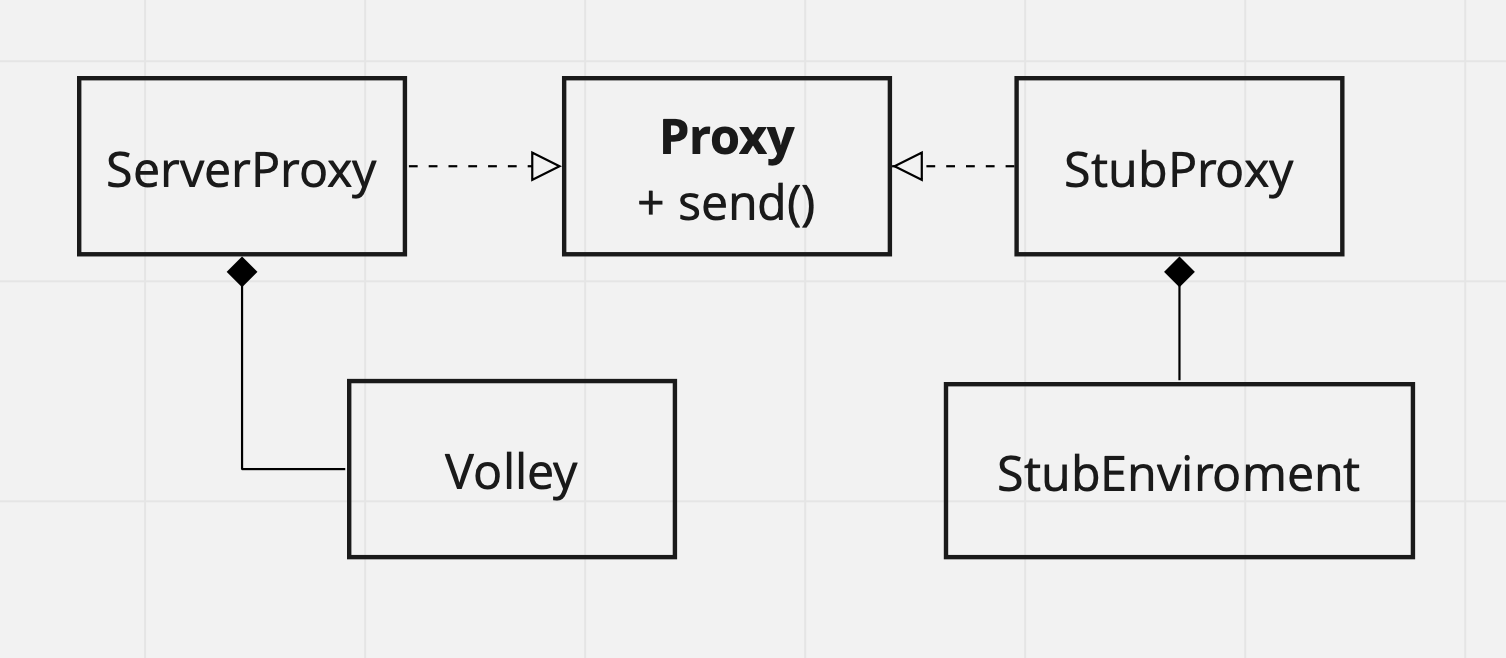 ServerProxy
Proxy
+ send()
StubProxy
Volley
StubEnviroment